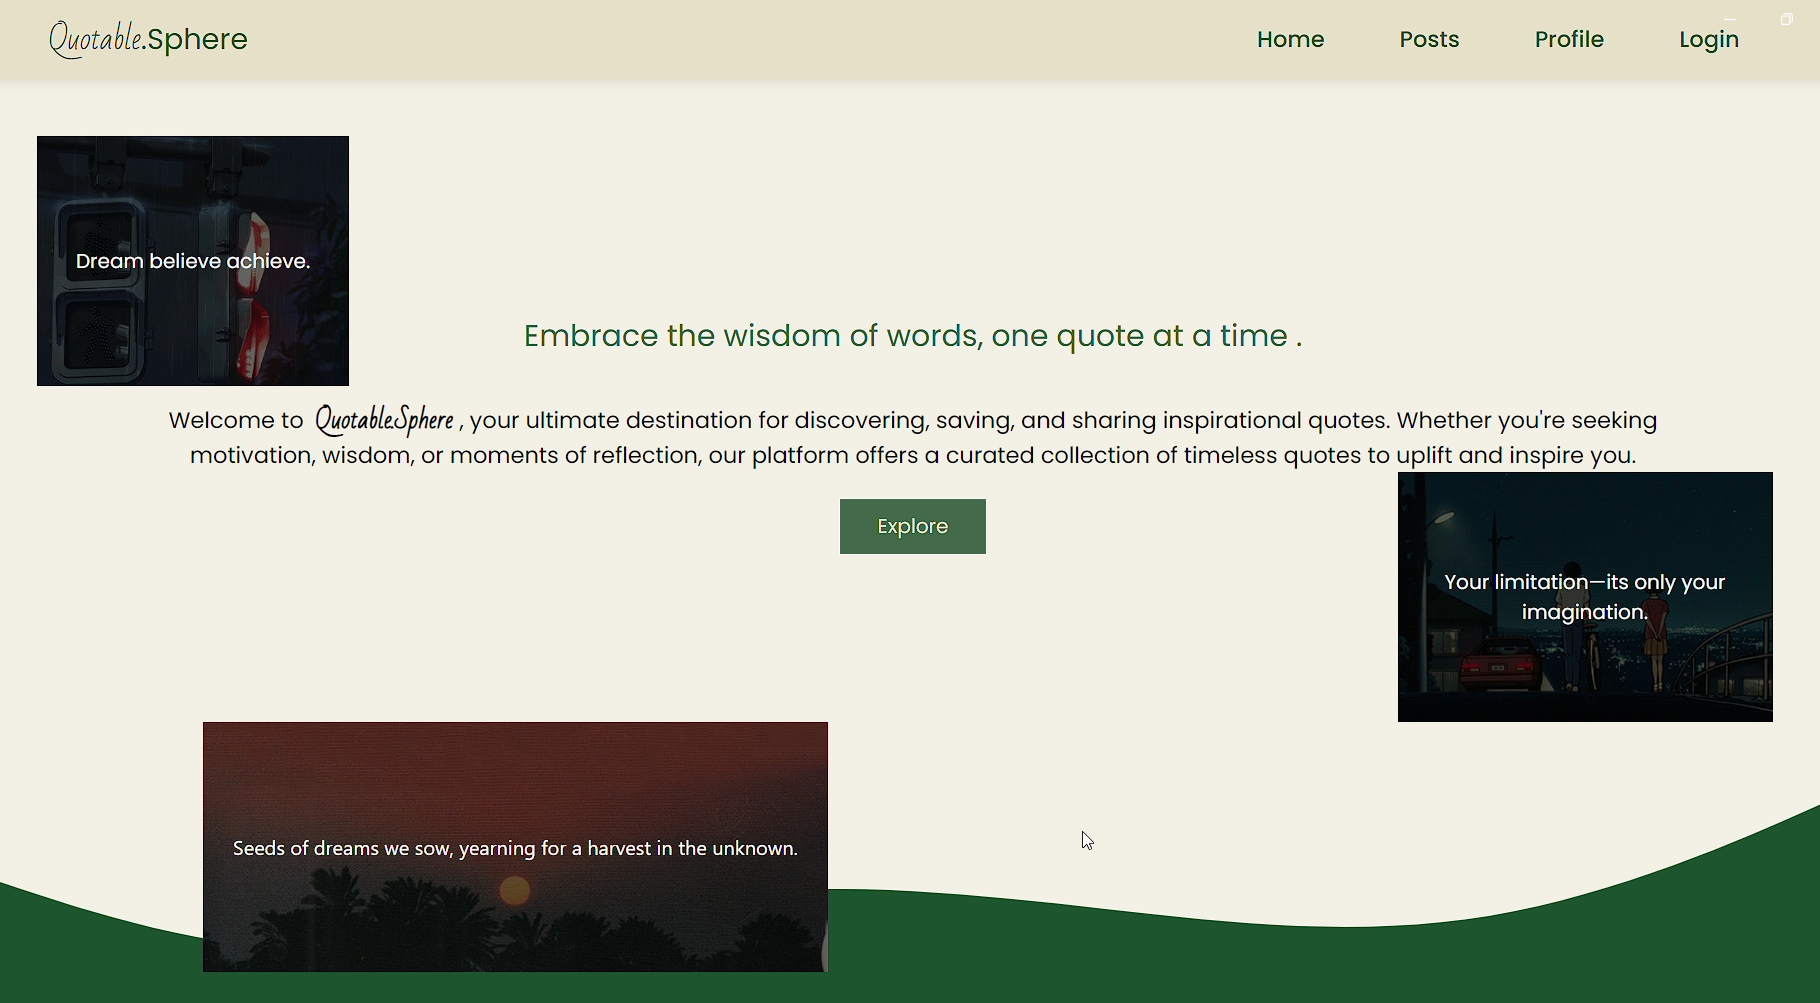 Quotable.Sphere
Home Posts Profile Login
Dream believe achieve.
Embrace the wisdom of words, one quote at a time .
Welcome to QuotableSphere , your ultimate destination for discovering, saving, and sharing inspirational quotes. Whether you're seeking
motivation, wisdom, or moments of reflection, our platform offers a curated collection of timeless quotes to uplift and inspire you.
Explore
Your limitation—its only your
imagination.
Seeds of dreams we sow, yearning for a harvest in the unknown.